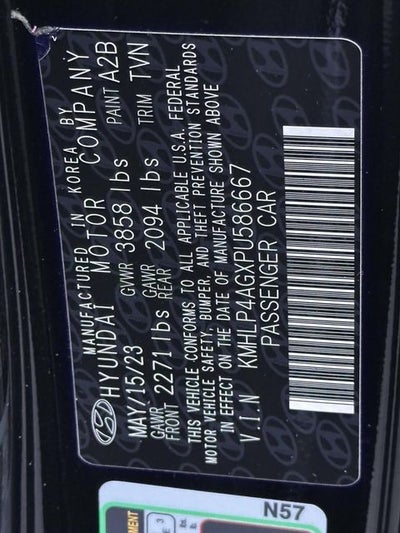 MANUFACTURED IN KOREA BY
HYUNDAI MOTOR COMPANY
MAY/15/23 GVWR 3858 lbs PAINT A2B
GAWR FRONT 2271lbs GAWR REAR 2094 lbs TRIM TVN
THIS VEHICLE CONFORMS TO ALL APPLICABLE U.S.A. FEDERAL
MOTOR VEHICLE SAFETY, BUMPER, AND THEFT PREVENTION STANDARDS
IN EFFECT ON THE DATE OF MANUFACTURE SHOWN ABOVE
V.I.N KMHLP4AGXPU586667
PASSENGER CAR
N57